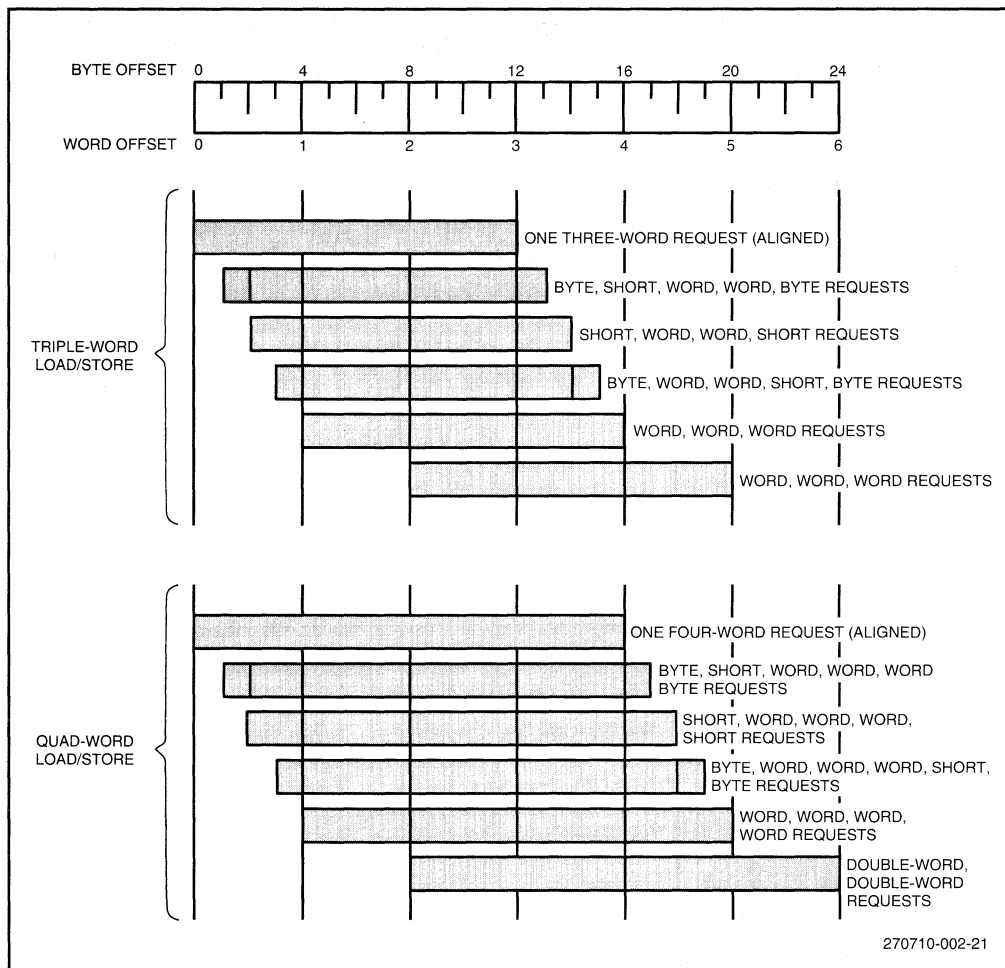 BYTE OFFSET 0 4 8 12 16 20 24
WORD OFFSET 0 1 2 3 4 5 6
TRIPLE-WORD
LOAD/STORE
ONE THREE-WORD REQUEST (ALIGNED)
BYTE, SHORT, WORD, WORD, BYTE REQUESTS
SHORT, WORD, WORD, SHORT REQUESTS
BYTE, WORD, WORD, SHORT, BYTE REQUESTS
WORD, WORD, WORD REQUESTS
WORD, WORD, WORD REQUESTS
QUAD-WORD
LOAD/STORE
ONE FOUR-WORD REQUEST (ALIGNED)
BYTE, SHORT, WORD, WORD, WORD
BYTE REQUESTS
SHORT, WORD, WORD, WORD,
SHORT REQUESTS
BYTE, WORD, WORD, WORD, SHORT,
BYTE REQUESTS
WORD, WORD, WORD,
WORD REQUESTS
DOUBLE-WORD,
DOUBLE-WORD
REQUESTS
270710-002-21